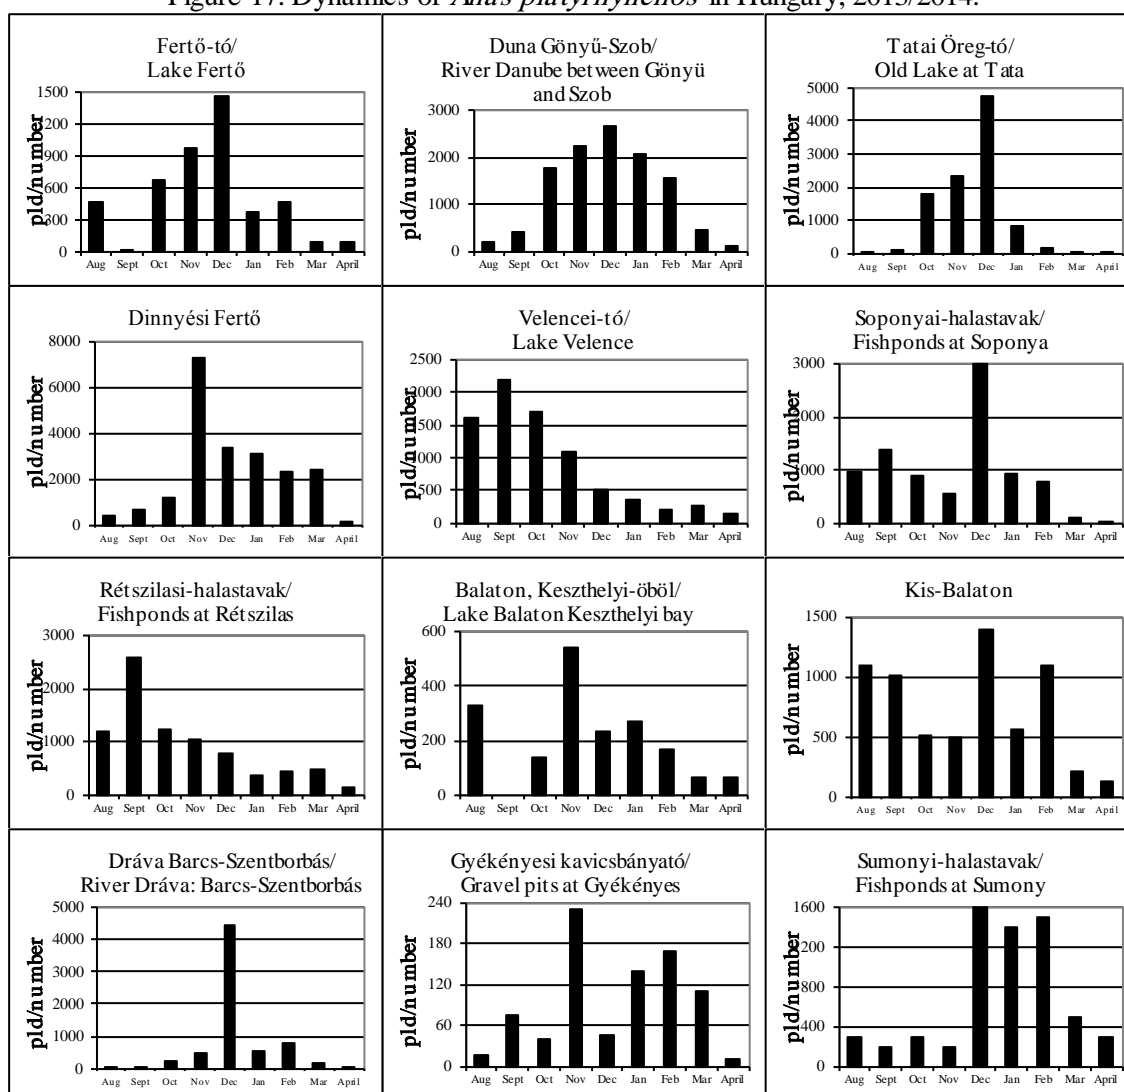 Figure 17. Dynamics of Anas platyrhynchos in Hungary, 2013/2014.
Fertő-tó/
Lake Fertő
pld/number
1500
1200
900
600
300
0
Aug Sept Oct Nov Dec Jan Feb Mar April
Duna Gönyű-Szob/
River Danube between Gönyü
and Szob
pld/number
3000
2000
1000
0
Aug Sept Oct Nov Dec Jan Feb Mar April
Tatai Öreg-tó/
Old Lake at Tata
pld/number
5000
4000
3000
2000
1000
0
Aug Sept Oct Nov Dec Jan Feb Mar April
Dinnyési Fertő
pld/number
8000
6000
4000
2000
0
Aug Sept Oct Nov Dec Jan Feb Mar April
Velencei-tó/
Lake Velence
pld/number
2500
2000
1500
1000
500
0
Aug Sept Oct Nov Dec Jan Feb Mar April
Soponyai-halastavak/
Fishponds at Soponya
pld/number
3000
2000
1000
0
Aug Sept Oct Nov Dec Jan Feb Mar April
Rétszilasi-halastavak/
Fishponds at Rétszilas
pld/number
3000
2000
1000
0
Aug Sept Oct Nov Dec Jan Feb Mar April
Balaton, Keszthelyi-öböl/
Lake Balaton Keszthelyi bay
pld/number
600
400
200
0
Aug Sept Oct Nov Dec Jan Feb Mar April
Kis-Balaton
pld/number
1500
1000
500
0
Aug Sept Oct Nov Dec Jan Feb Mar April
Dráva Barcs-Szentborbás/
River Dráva: Barcs-Szentborbás
pld/number
5000
4000
3000
2000
1000
0
Aug Sept Oct Nov Dec Jan Feb Mar April
Gyékényesi kavicsbányató/
Gravel pits at Gyékényes
pld/number
240
180
120
60
0
Aug Sept Oct Nov Dec Jan Feb Mar April
Sumonyi-halastavak/
Fishponds at Sumony
pld/number
1600
1200
800
400
0
Aug Sept Oct Nov Dec Jan Feb Mar April